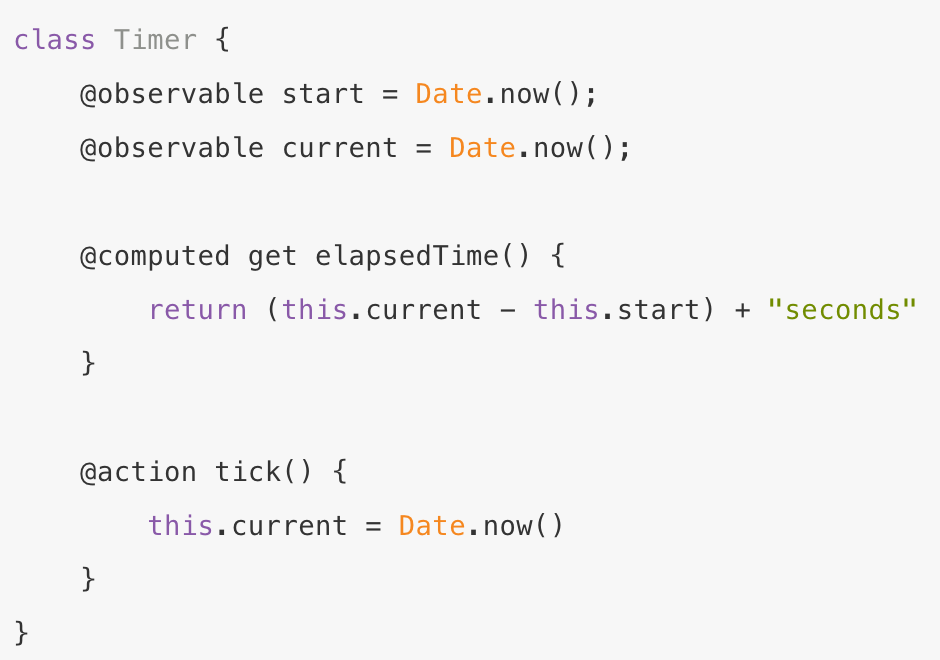 class Timer {
    @observable start = Date.now();
    @observable current = Date.now();

    @computed get elapsedTime() {
        return (this.current - this.start) + "seconds"
    }

    @action tick() {
        this.current = Date.now()
    }
}